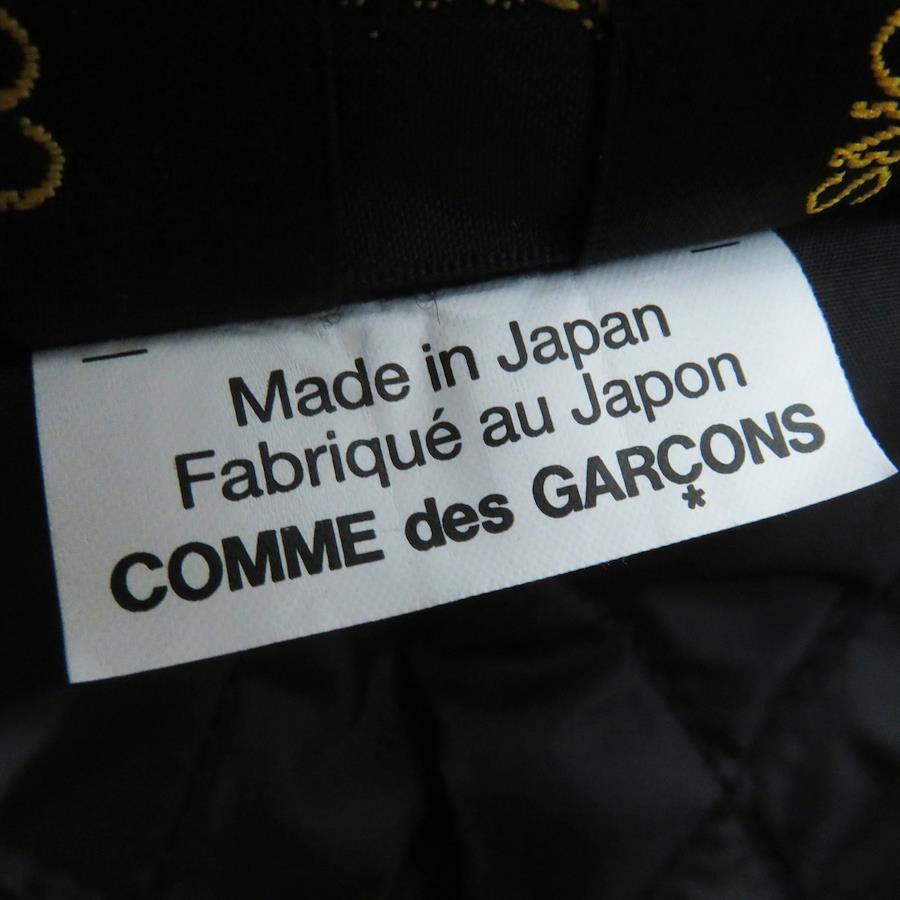 Made in Japan
Fabriqué au Japon
COMME des GARÇONS
*